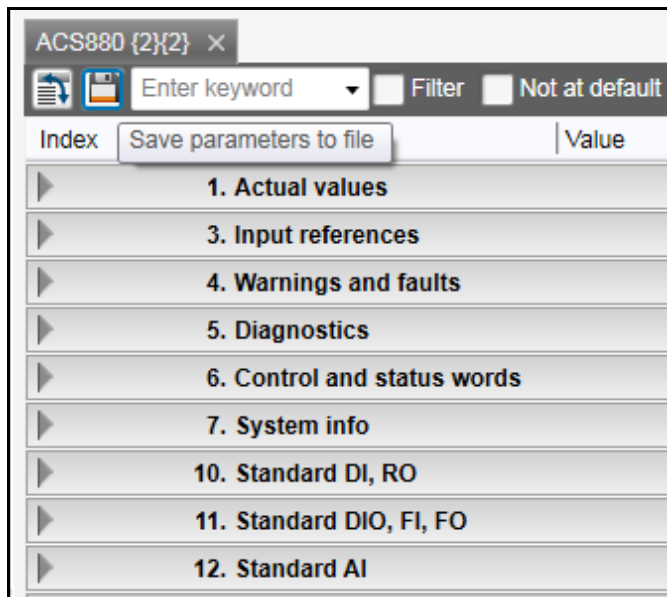 ACS880 {2}{2} ×
Enter keyword Filter Not at default
Index Save parameters to file Value
1. Actual values
3. Input references
4. Warnings and faults
5. Diagnostics
6. Control and status words
7. System info
10. Standard DI, RO
11. Standard DIO, FI, FO
12. Standard AI